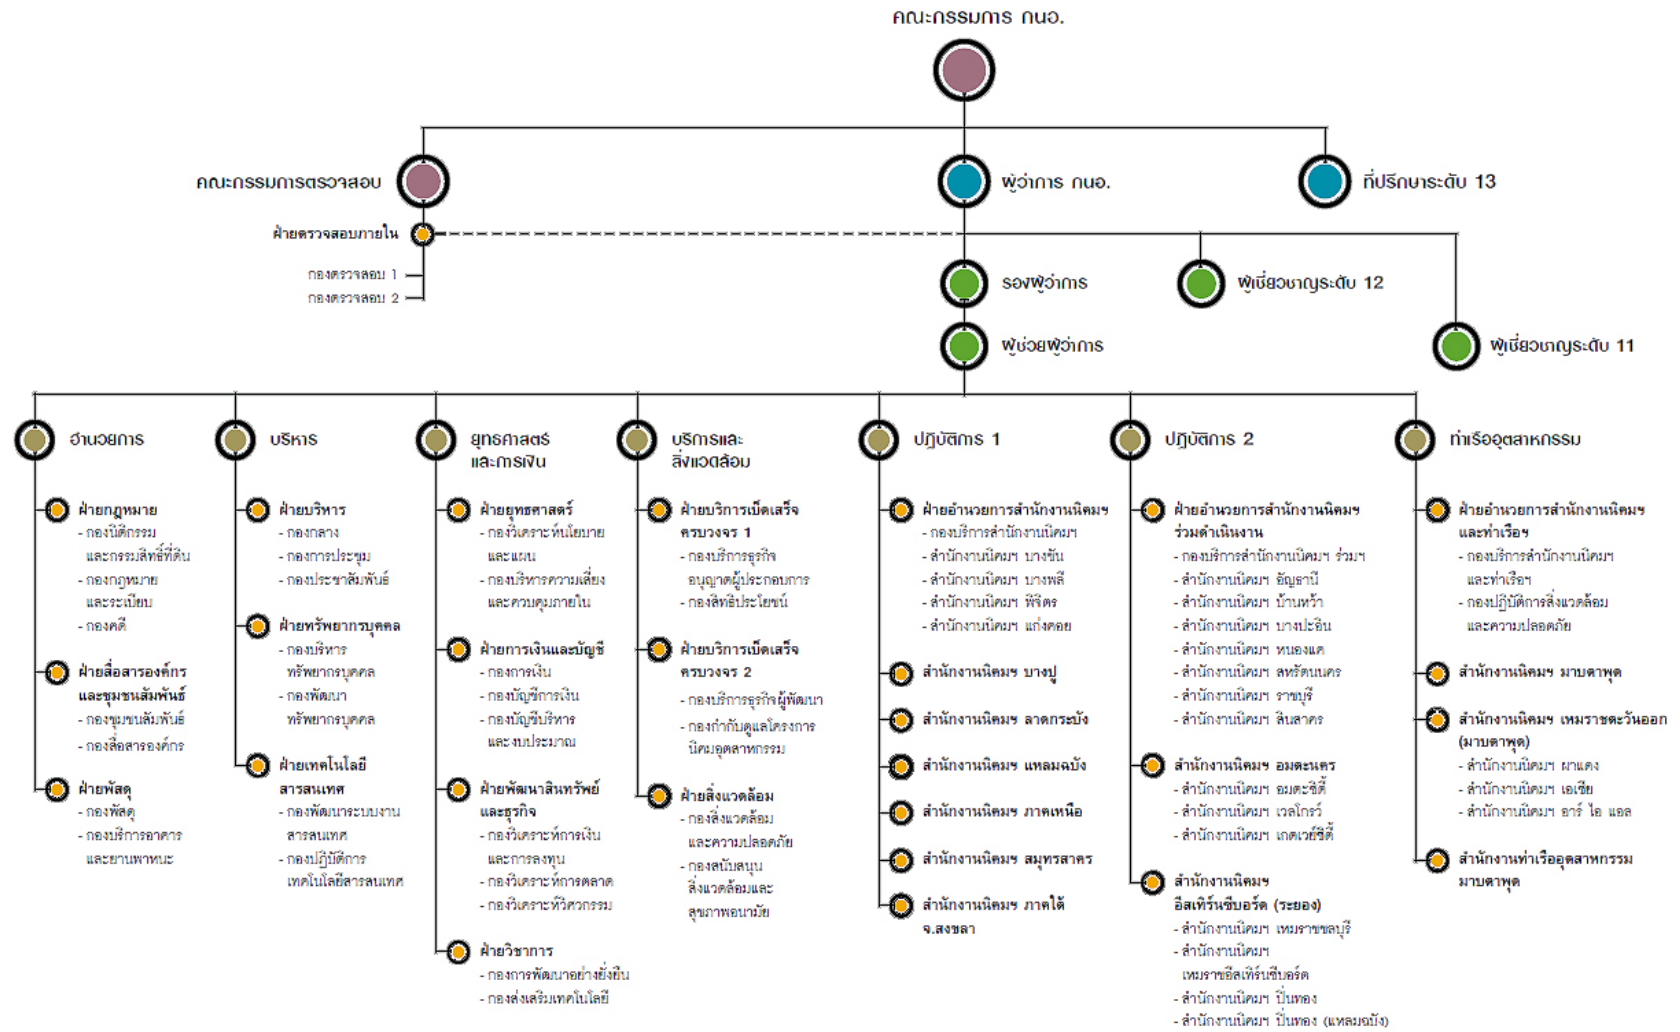 คณะกรรมการ กนอ.
คณะกรรมการตรวจสอบ
ผู้ว่าการ กนอ.
ที่ปรึกษาระดับ 13
ฝ่ายตรวจสอบภายใน
กองตรวจสอบ 1
กองตรวจสอบ 2
รองผู้ว่าการ
ผู้เชี่ยวชาญระดับ 12
ผู้ช่วยผู้ว่าการ
ผู้เชี่ยวชาญระดับ 11
อำนวยการ
ฝ่ายกฎหมาย
- กองนิติกรรม
และกรรมสิทธิ์ที่ดิน
- กองกฎหมาย
และระเบียบ
- กองคดี
ฝ่ายสื่อสารองค์กร
และชุมชนสัมพันธ์
- กองชุมชนสัมพันธ์
- กองสื่อสารองค์กร
ฝ่ายพัสดุ
- กองพัสดุ
- กองบริการอาคาร
และยานพาหนะ
บริหาร
ฝ่ายบริหาร
- กองกลาง
- กองการประชุม
- กองประชาสัมพันธ์
ฝ่ายทรัพยากรบุคคล
- กองบริหาร
ทรัพยากรบุคคล
- กองพัฒนา
ทรัพยากรบุคคล
ฝ่ายเทคโนโลยี
สารสนเทศ
- กองพัฒนาระบบงาน
สารสนเทศ
- กองปฏิบัติการ
เทคโนโลยีสารสนเทศ
ยุทธศาสตร์
และการเงิน
ฝ่ายยุทธศาสตร์
- กองวิเคราะห์นโยบาย
และแผน
- กองบริหารความเสี่ยง
และควบคุมภายใน
ฝ่ายการเงินและบัญชี
- กองการเงิน
- กองบัญชีการเงิน
- กองบัญชีบริหาร
และงบประมาณ
ฝ่ายพัฒนาสินทรัพย์
และธุรกิจ
- กองวิเคราะห์การเงิน
และการลงทุน
- กองวิเคราะห์การตลาด
- กองวิเคราะห์วิศวกรรม
ฝ่ายวิชาการ
- กองการพัฒนาอย่างยั่งยืน
- กองส่งเสริมเทคโนโลยี
บริการและ
สิ่งแวดล้อม
ฝ่ายบริการเบ็ดเสร็จ
ครบวงจร 1
- กองบริการธุรกิจ
อนุญาตผู้ประกอบการ
- กองสิทธิประโยชน์
ฝ่ายบริการเบ็ดเสร็จ
ครบวงจร 2
- กองบริการธุรกิจผู้พัฒนา
- กองกำกับดูแลโครงการ
นิคมอุตสาหกรรม
ฝ่ายสิ่งแวดล้อม
- กองสิ่งแวดล้อม
และความปลอดภัย
- กองสนับสนุน
สิ่งแวดล้อมและ
สุขภาพอนามัย
ปฏิบัติการ 1
ฝ่ายอำนวยการสำนักงานนิคมฯ
- กองบริการสำนักงานนิคมฯ
- สำนักงานนิคมฯ บางชัน
- สำนักงานนิคมฯ บางพลี
- สำนักงานนิคมฯ พิจิตร
- สำนักงานนิคมฯ แก่งคอย
สำนักงานนิคมฯ บางปู
สำนักงานนิคมฯ ลาดกระบัง
สำนักงานนิคมฯ แหลมฉบัง
สำนักงานนิคมฯ ภาคเหนือ
สำนักงานนิคมฯ สมุทรสาคร
สำนักงานนิคมฯ ภาคใต้
จ.สงขลา
ปฏิบัติการ 2
ฝ่ายอำนวยการสำนักงานนิคมฯ
ร่วมดำเนินงาน
- กองบริการสำนักงานนิคมฯ ร่วมฯ
- สำนักงานนิคมฯ อัญธานี
- สำนักงานนิคมฯ บ้านหว้า
- สำนักงานนิคมฯ บางปะอิน
- สำนักงานนิคมฯ หนองแค
- สำนักงานนิคมฯ สหรัตนนคร
- สำนักงานนิคมฯ ราชบุรี
- สำนักงานนิคมฯ สินสาคร
สำนักงานนิคมฯ อมตะนคร
- สำนักงานนิคมฯ อมตะซิตี้
- สำนักงานนิคมฯ เวลโกรว์
- สำนักงานนิคมฯ เกตเวย์ซิตี้
สำนักงานนิคมฯ
อีสเทิร์นซีบอร์ด (ระยอง)
- สำนักงานนิคมฯ เหมราชชลบุรี
- สำนักงานนิคมฯ
เหมราชอีสเทิร์นซีบอร์ด
- สำนักงานนิคมฯ ปิ่นทอง
- สำนักงานนิคมฯ ปิ่นทอง (แหลมฉบัง)
ท่าเรืออุตสาหกรรม
ฝ่ายอำนวยการสำนักงานนิคมฯ
และท่าเรือฯ
- กองบริการสำนักงานนิคมฯ
และท่าเรือฯ
- กองปฏิบัติการสิ่งแวดล้อม
และความปลอดภัย
สำนักงานนิคมฯ มาบตาพุด
สำนักงานนิคมฯ เหมราชตะวันออก
(มาบตาพุด)
- สำนักงานนิคมฯ ผาแดง
- สำนักงานนิคมฯ เอเซีย
- สำนักงานนิคมฯ อาร์ ไอ แอล
สำนักงานท่าเรืออุตสาหกรรม
มาบตาพุด